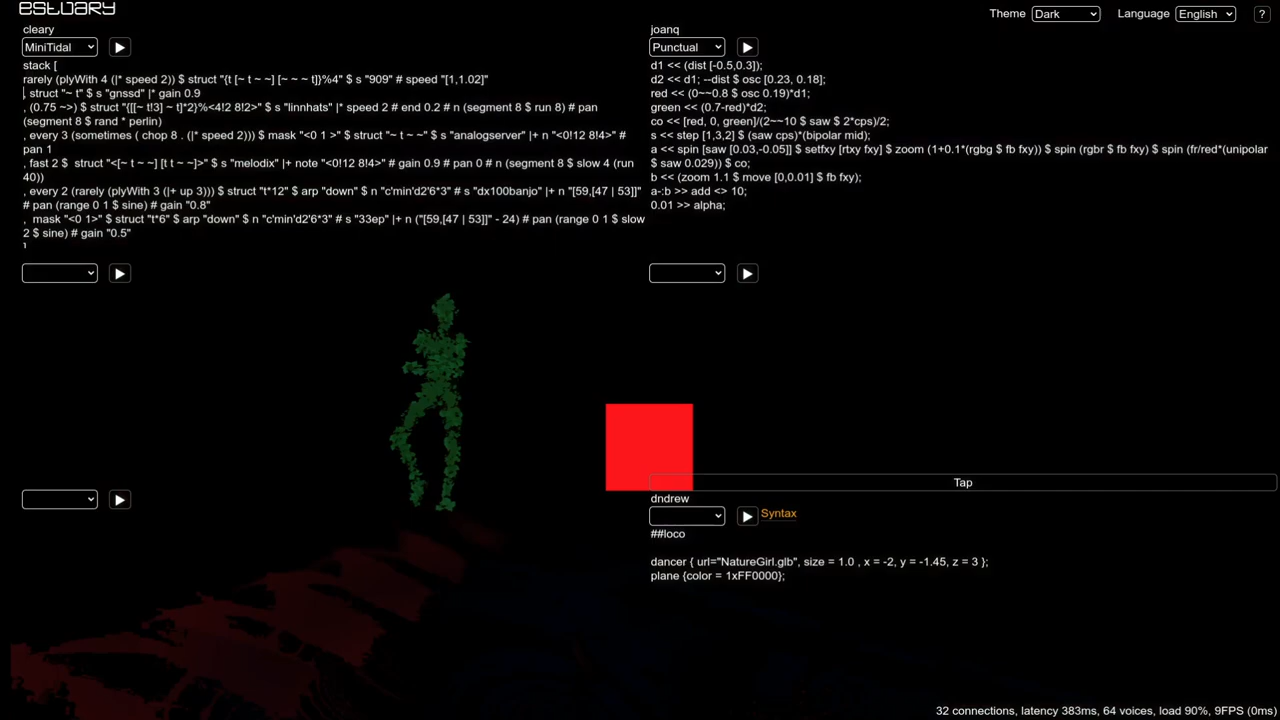 estuary
Theme Dark Language English ?
cleary
MiniTidal
stack [
rarely (plyWith 4 (|* speed 2)) $ struct "{t [~ t ~ ~] [~ ~ ~ t]}%4" $ s "909" # speed "[1,1.02]"
, struct "~ t" $ s "gnssd" |* gain 0.9
, (0.75 ~>) $ struct "{[[~ t!3] ~ t]*2}%<4!2 8!2>" $ s "linnhats" |* speed 2 # end 0.2 # n (segment 8 $ run 8) # pan
(segment 8 $ rand * perlin)
, every 3 (sometimes ( chop 8 . (|* speed 2))) $ mask "<0 1 >" $ struct "~ t ~ ~" $ s "analogserver" |+ n "<0!12 8!4>" #
pan 1
, fast 2 $  struct "<[~ t ~ ~] [t t ~ ~]>" $ s "melodix" |+ note "<0!12 8!4>" # gain 0.9 # pan 0 # n (segment 8 $ slow 4 (run
40))
, every 2 (rarely (plyWith 3 (|+ up 3))) $ struct "t*12" $ arp "down" $ n "c'min'd2'6*3" # s "dx100banjo" |+ n "[59,[47 | 53]]"
# pan (range 0 1 $ sine) # gain "0.8"
,  mask "<0 1>" $ struct "t*6" $ arp "down" $ n "c'min'd2'6*3" # s "33ep" |+ n ("[59,[47 | 53]]" - 24) # pan (range 0 1 $ slow
2 $ sine) # gain "0.5"
]
joanq
Punctual
d1 << (dist [-0.5,0.3]);
d2 << d1; --dist $ osc [0.23, 0.18];
red << (0~~0.8 $ osc 0.19)*d1;
green << (0.7-red)*d2;
co << [red, 0, green]/(2~~10 $ saw $ 2*cps)/2;
s << step [1,3,2] $ (saw cps)*(bipolar mid);
a << spin [saw [0.03,-0.05]] $ setfxy [rtxy fxy] $ zoom (1+0.1*(rgbg $ fb fxy)) $ spin (rgbr $ fb fxy) $ spin (fr/red*(unipolar
$ saw 0.029)) $ co;
b << (zoom 1.1 $ move [0,0.01] $ fb fxy);
a-:b >> add <> 10;
0.01 >> alpha;
Tap
dndrew
Syntax
##loco
dancer { url="NatureGirl.glb", size = 1.0 , x = -2, y = -1.45, z = 3 };
plane {color = 1xFF0000};
32 connections, latency 383ms, 64 voices, load 90%, 9FPS (0ms)